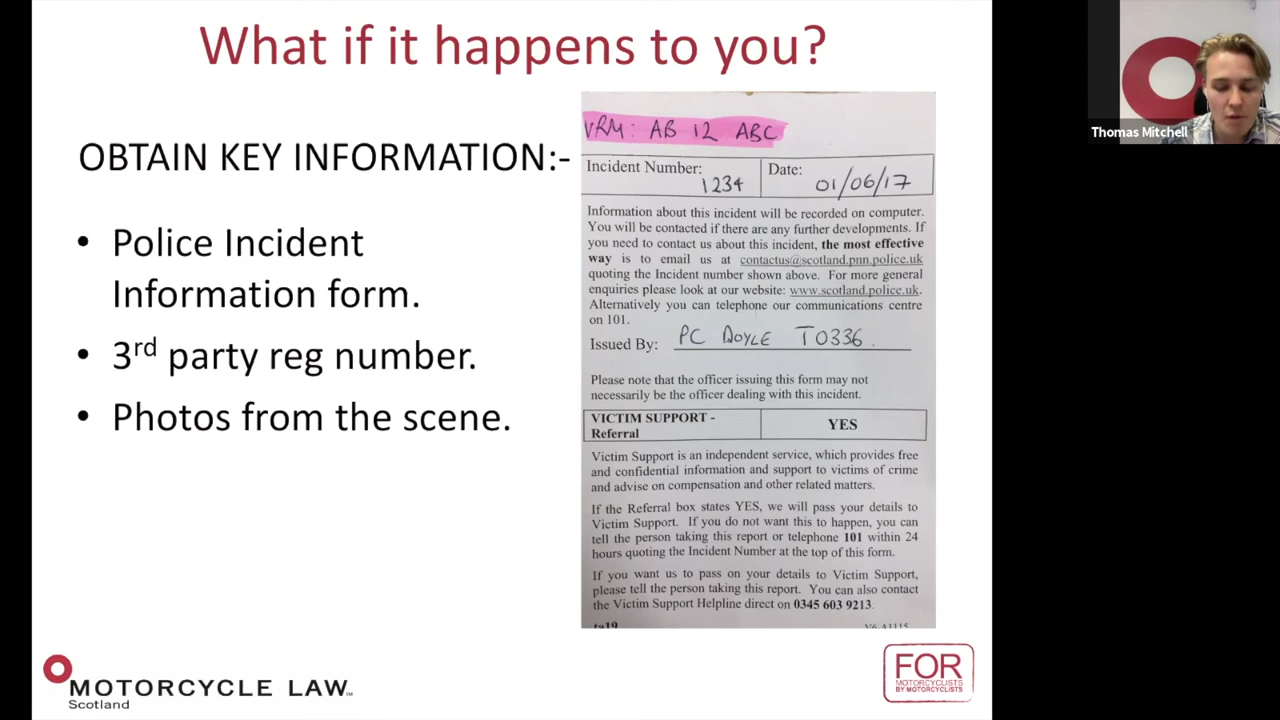 What if it happens to you?
OBTAIN KEY INFORMATION:-
• Police Incident
Information form.
• 3rd party reg number.
• Photos from the scene.
VRM: AB 12 ABC
Incident Number: 1234
Date: 01/06/17
Information about this incident will be recorded on computer.
You will be contacted if there are any further developments. If
you need to contact us about this incident, the most effective
way is to email us at contactus@scotland.pnn.police.uk
quoting the Incident number shown above. For more general
enquiries please look at our website: www.scotland.police.uk.
Alternatively you can telephone our communications centre
on 101.
Issued By: PC DOYLE T0336.
Please note that the officer issuing this form may not
necessarily be the officer dealing with this incident.
VICTIM SUPPORT -
Referral
YES
Victim Support is an independent service, which provides free
and confidential information and support to victims of crime
and advise on compensation and other related matters.
If the Referral box states YES, we will pass your details to
Victim Support. If you do not want this to happen, you can
tell the person taking this report or telephone 101 within 24
hours quoting the Incident Number at the top of this form.
If you want us to pass on your details to Victim Support,
please tell the person taking this report. You can also contact
the Victim Support Helpline direct on 0345 603 9213.
MOTORCYCLE LAW™
Scotland
FOR
MOTORCYCLISTS
BY MOTORCYCLISTS
Thomas Mitchell